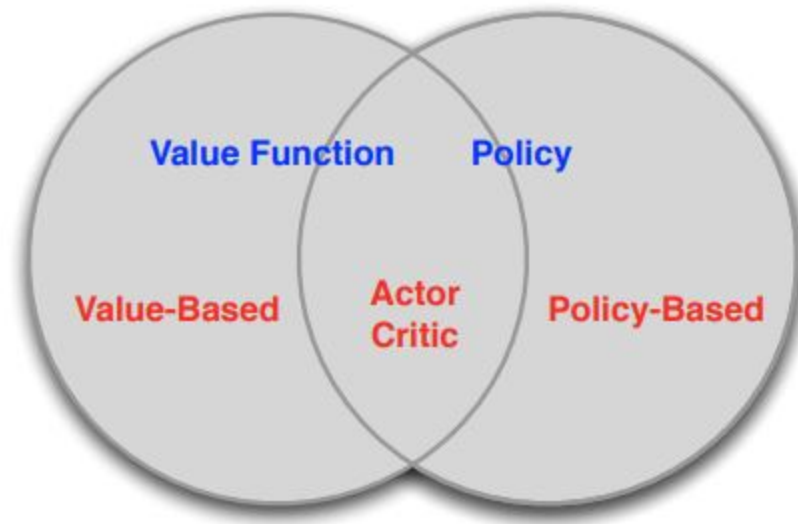 Value Function Policy
Value-Based
Actor
Critic
Policy-Based